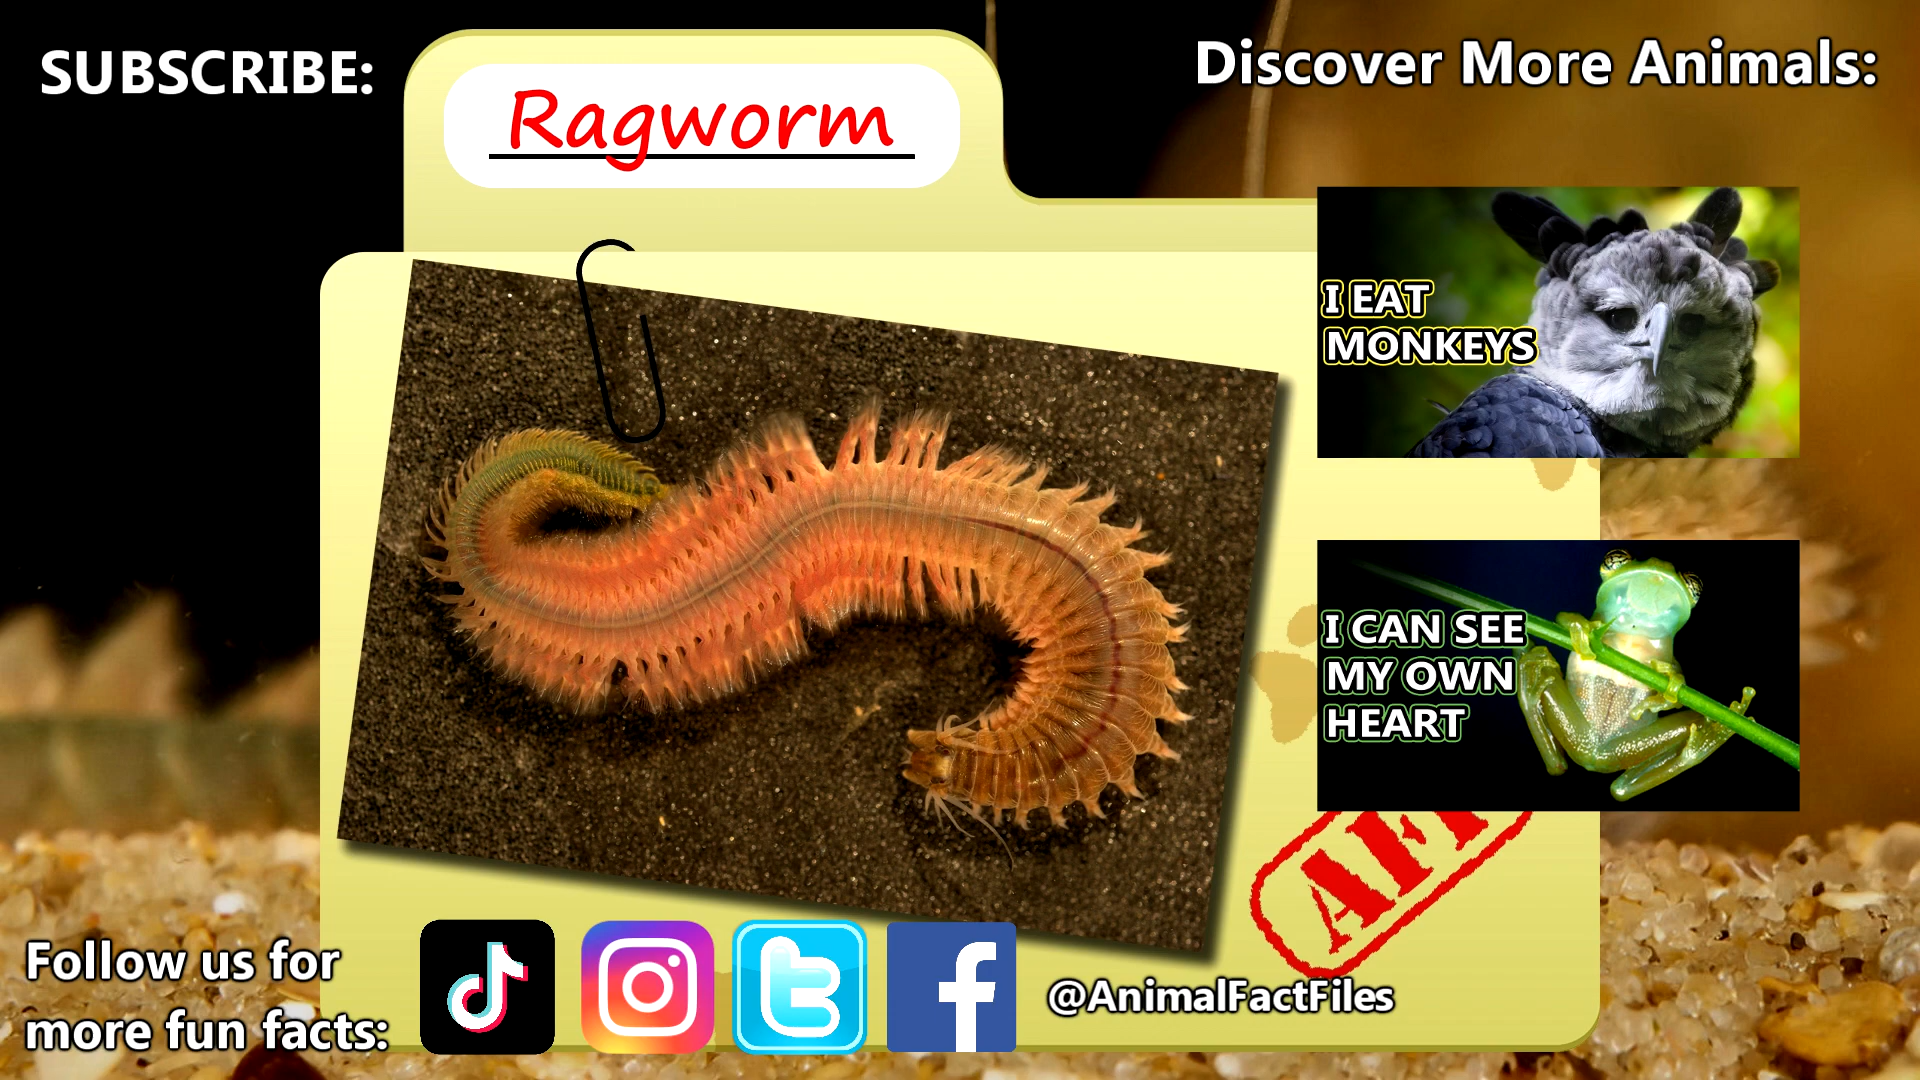 SUBSCRIBE:
Ragworm
Discover More Animals:
I EAT
MONKEYS
I CAN SEE
MY OWN
HEART
Follow us for
more fun facts:
@AnimalFactFiles